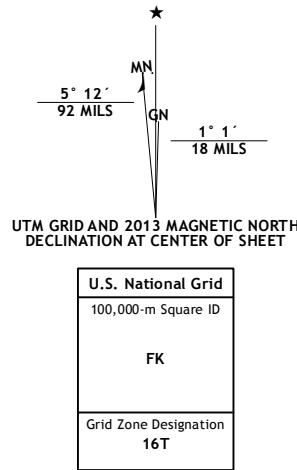 ★
MN.
GN
5° 12´
92 MILS
1° 1´
18 MILS
UTM GRID AND 2013 MAGNETIC NORTH
DECLINATION AT CENTER OF SHEET
U.S. National Grid
100,000-m Square ID
FK
Grid Zone Designation
16T